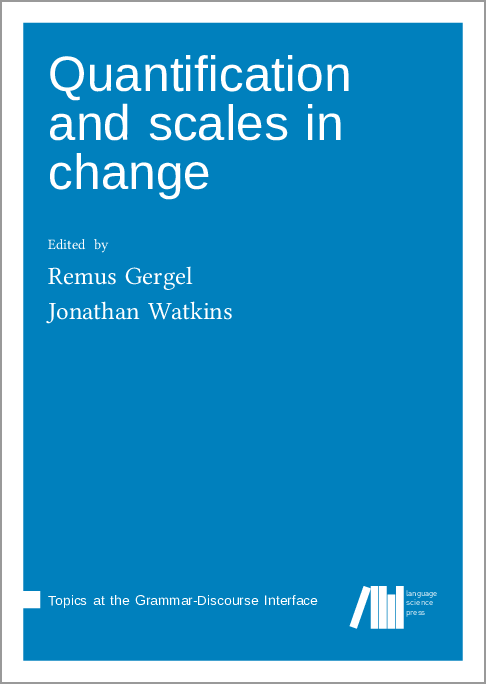 Quantification
and scales in
change
Edited by
Remus Gergel
Jonathan Watkins
Topics at the Grammar-Discourse Interface
language
science
press